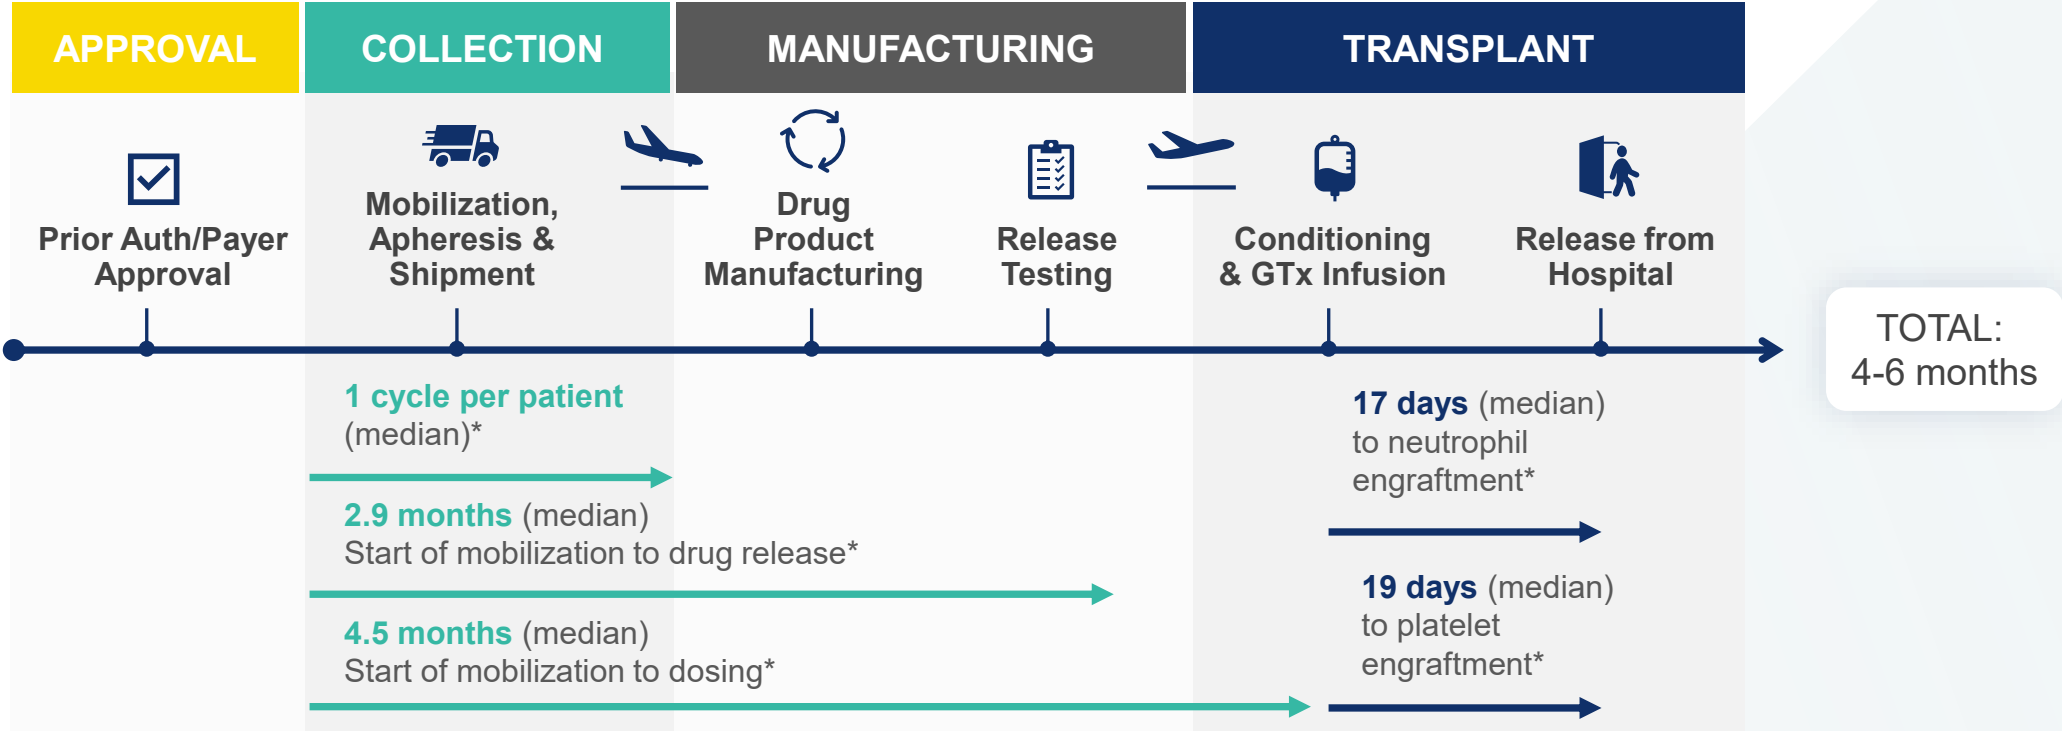 APPROVAL
COLLECTION
MANUFACTURING
TRANSPLANT
Prior Auth/Payer
Approval
Mobilization,
Apheresis &
Shipment
Drug
Product
Manufacturing
Release
Testing
Conditioning
& GTx Infusion
Release from
Hospital
TOTAL:
4-6 months
1 cycle per patient
(median)*
2.9 months (median)
Start of mobilization to drug release*
4.5 months (median)
Start of mobilization to dosing*
17 days (median)
to neutrophil
engraftment*
19 days (median)
to platelet
engraftment*